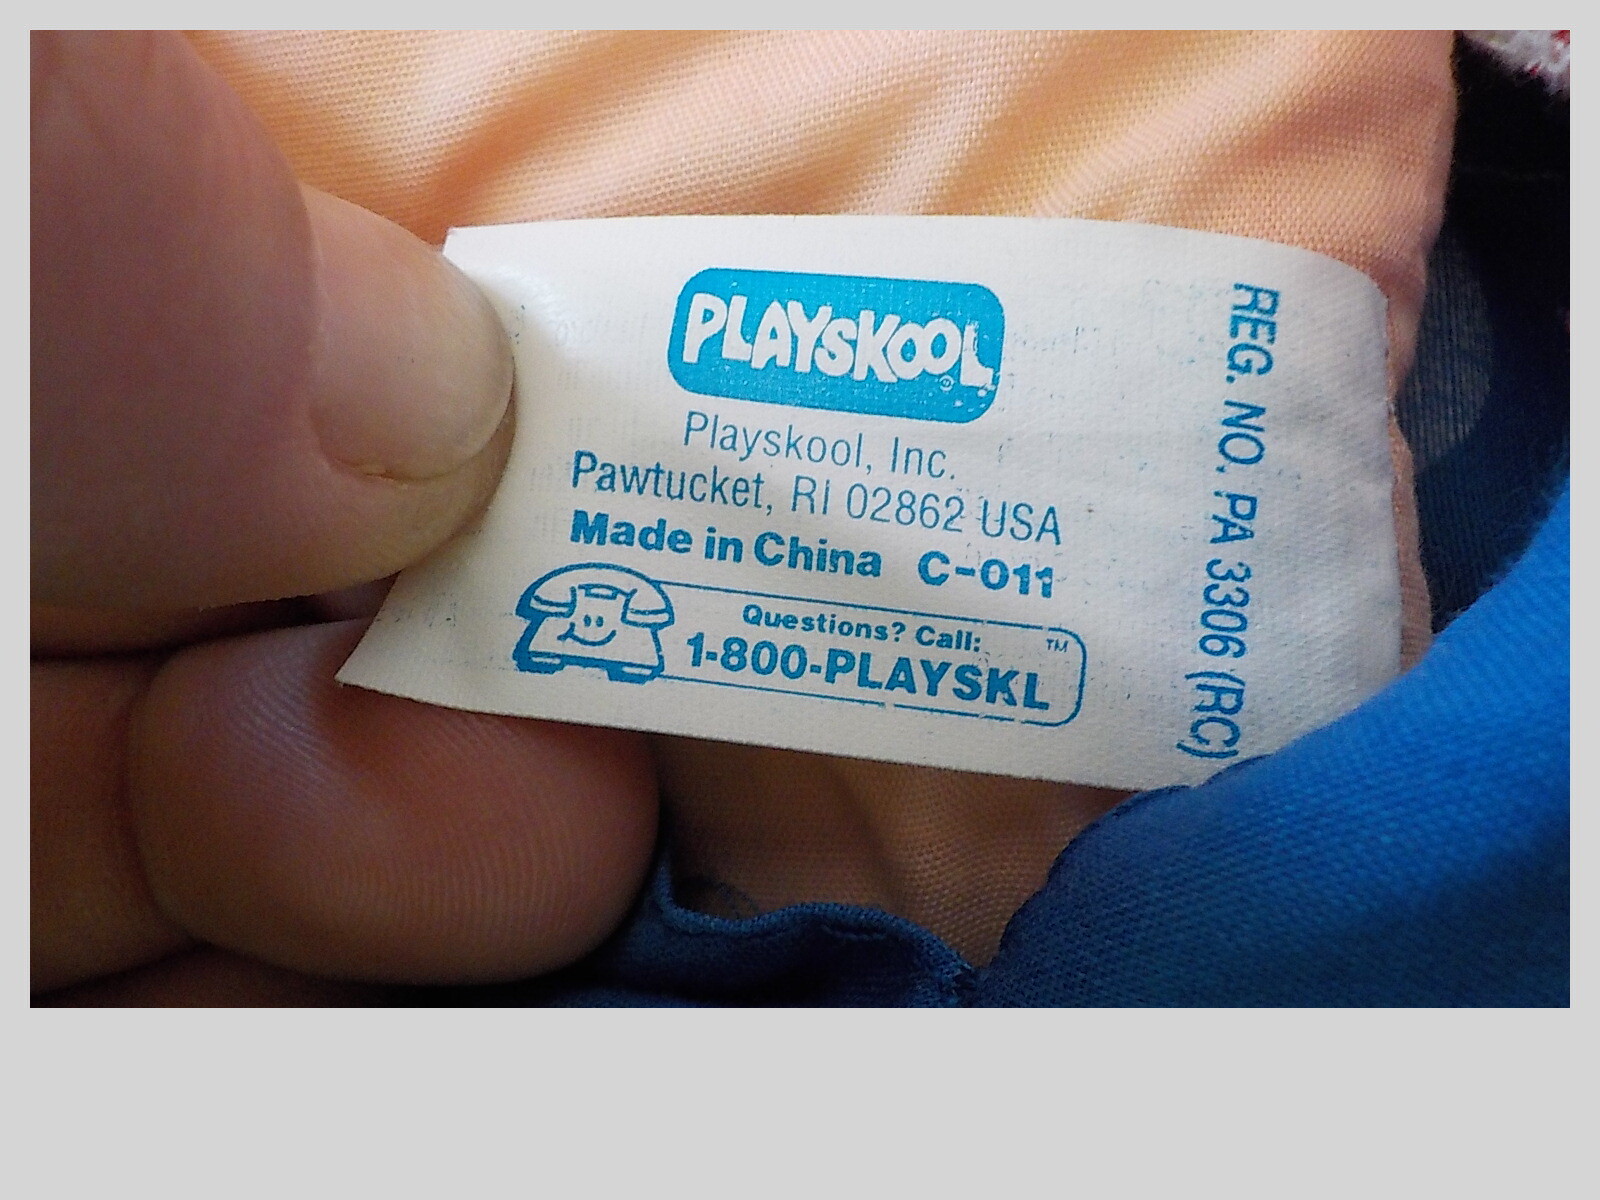 PLAYSKOOL
Playskool, Inc.
Pawtucket, RI 02862 USA
Made in China C-011
Questions? Call:
1-800-PLAYSKL
TM
REG. NO. PA 3306 (RC)